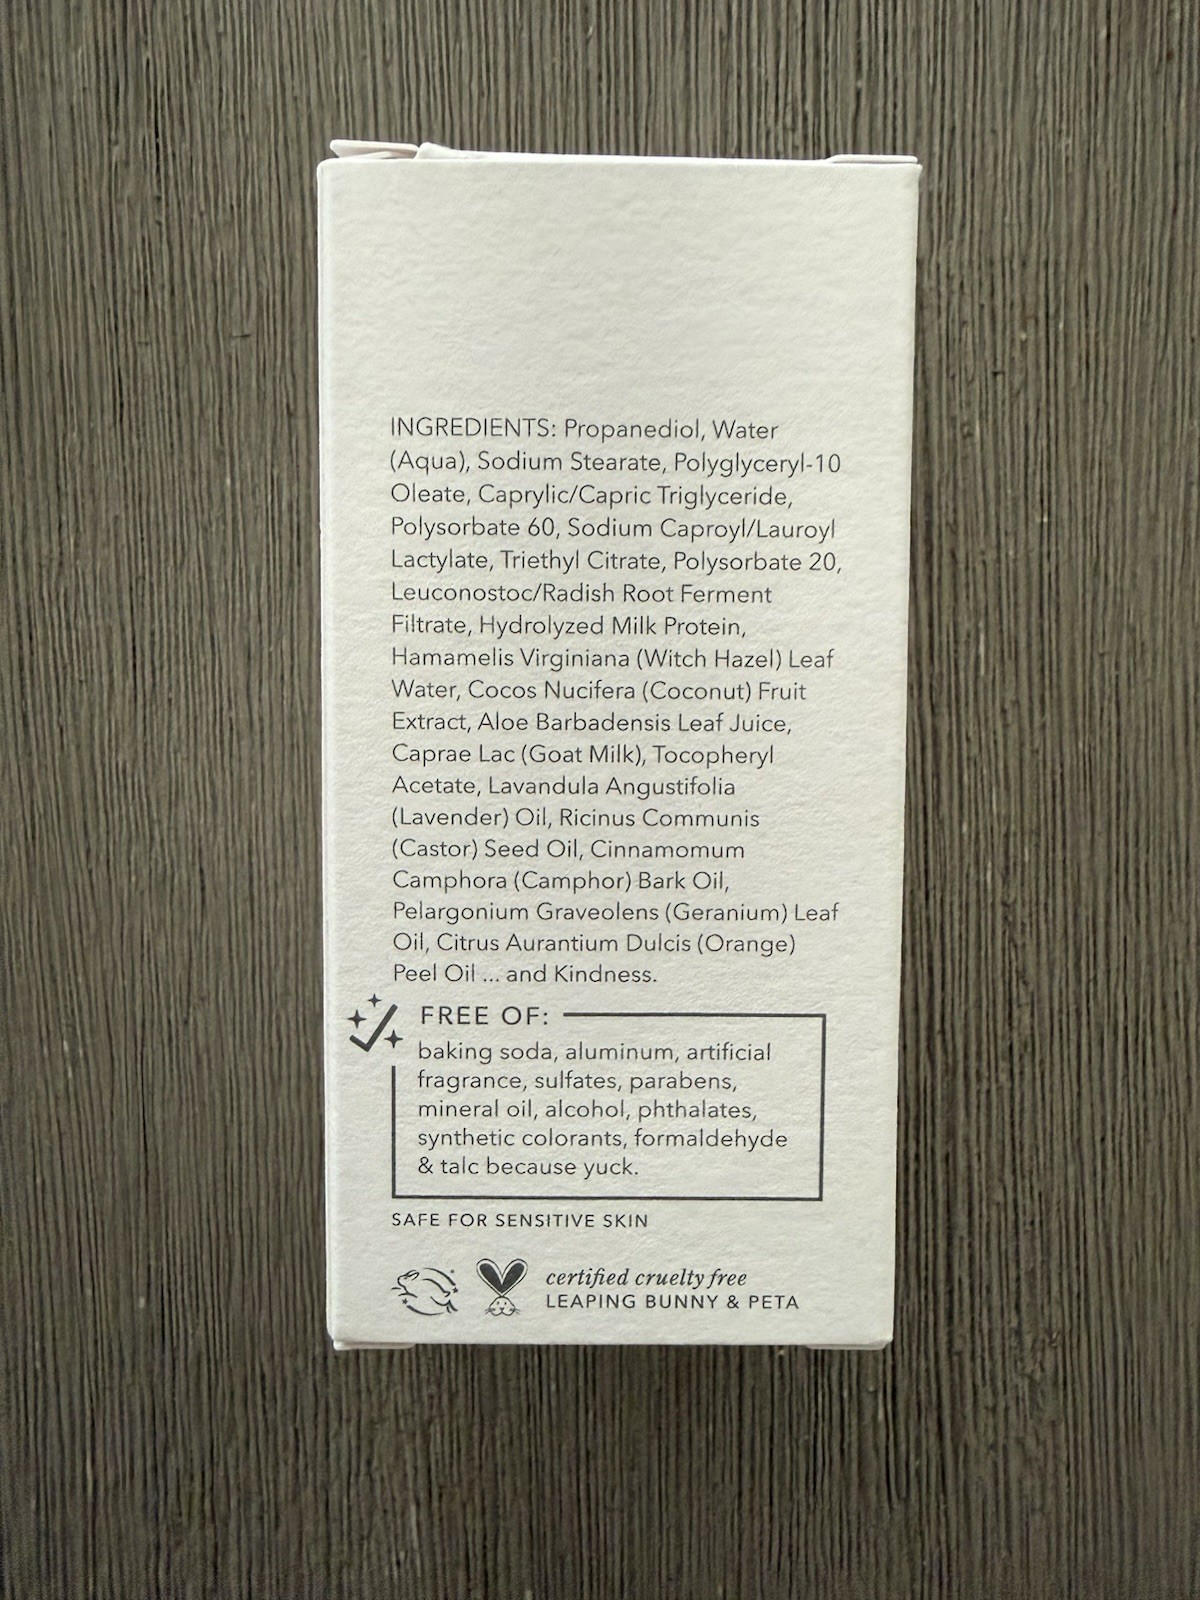 INGREDIENTS: Propanediol, Water
(Aqua), Sodium Stearate, Polyglyceryl-10
Oleate, Caprylic/Capric Triglyceride,
Polysorbate 60, Sodium Caproyl/Lauroyl
Lactylate, Triethyl Citrate, Polysorbate 20,
Leuconostoc/Radish Root Ferment
Filtrate, Hydrolyzed Milk Protein,
Hamamelis Virginiana (Witch Hazel) Leaf
Water, Cocos Nucifera (Coconut) Fruit
Extract, Aloe Barbadensis Leaf Juice,
Caprae Lac (Goat Milk), Tocopheryl
Acetate, Lavandula Angustifolia
(Lavender) Oil, Ricinus Communis
(Castor) Seed Oil, Cinnamomum
Camphora (Camphor) Bark Oil,
Pelargonium Graveolens (Geranium) Leaf
Oil, Citrus Aurantium Dulcis (Orange)
Peel Oil ... and Kindness.
FREE OF:
baking soda, aluminum, artificial
fragrance, sulfates, parabens,
mineral oil, alcohol, phthalates,
synthetic colorants, formaldehyde
& talc because yuck.
SAFE FOR SENSITIVE SKIN
certified cruelty free
LEAPING BUNNY & PETA